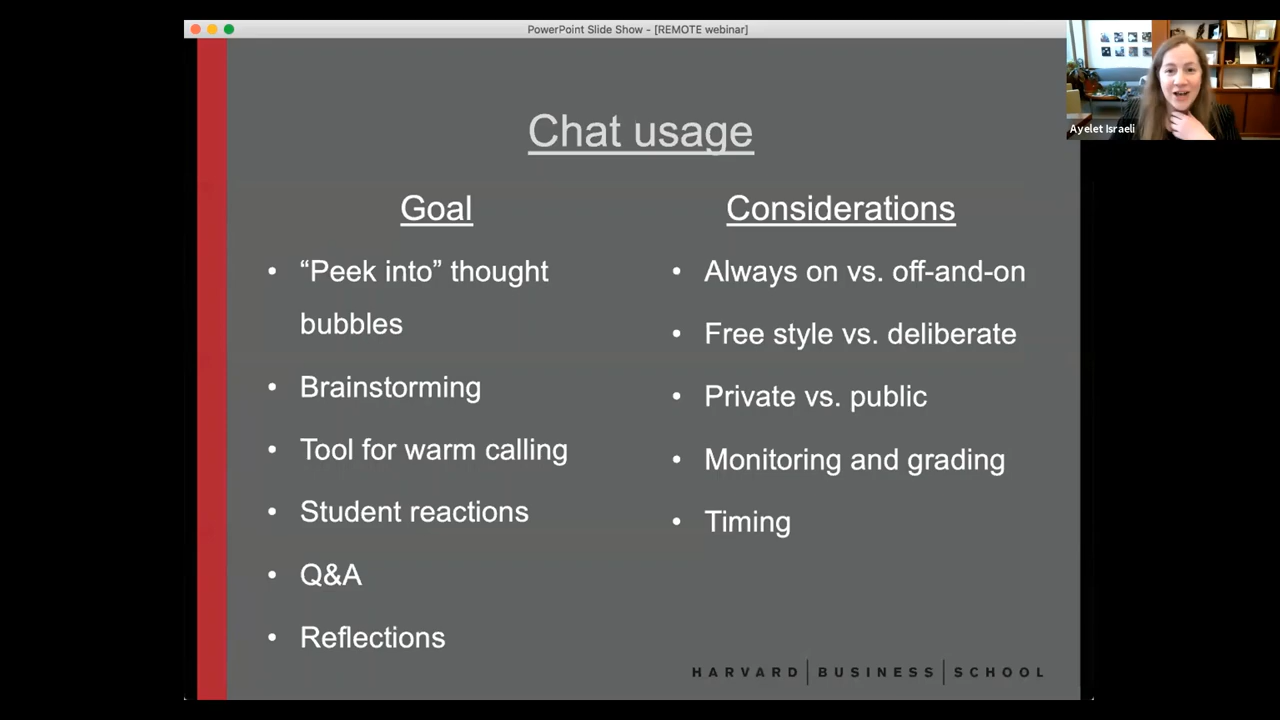 PowerPoint Slide Show - [REMOTE webinar]
Ayelet Israeli
Chat usage
Goal
• “Peek into” thought
bubbles
• Brainstorming
• Tool for warm calling
• Student reactions
• Q&A
• Reflections
Considerations
• Always on vs. off-and-on
• Free style vs. deliberate
• Private vs. public
• Monitoring and grading
• Timing
HARVARD | BUSINESS | SCHOOL